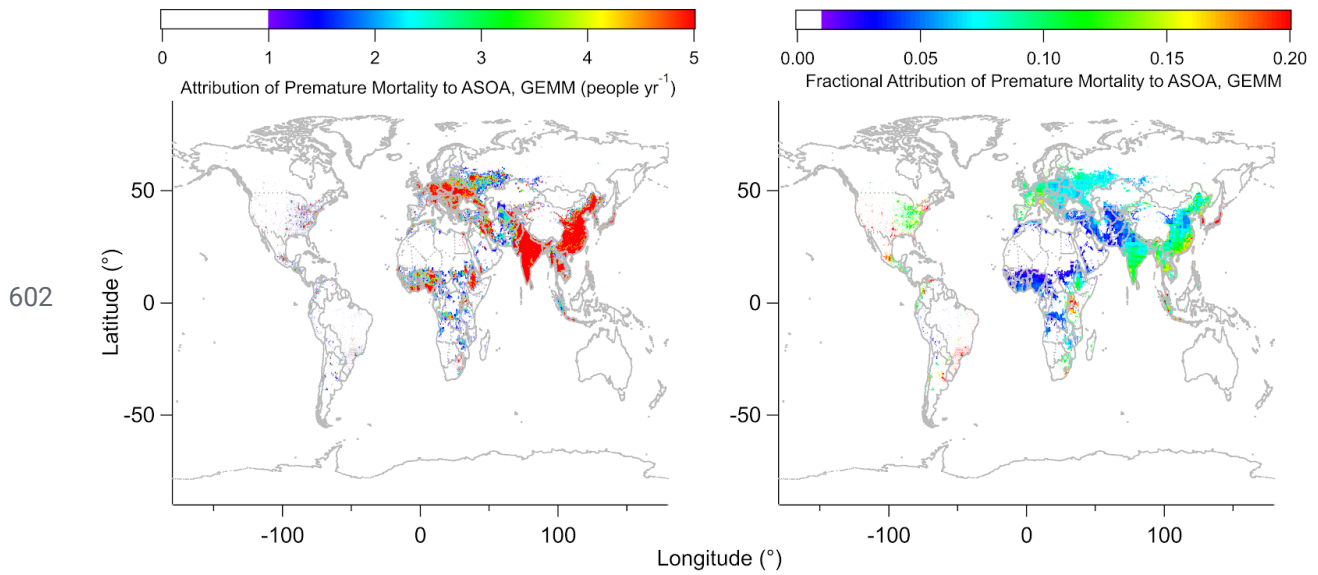 0 1 2 3 4 5
Attribution of Premature Mortality to ASOA, GEMM (people yr⁻¹)
0.00 0.05 0.10 0.15 0.20
Fractional Attribution of Premature Mortality to ASOA, GEMM
602
Latitude (°)
50
0
-50
-100 0 100
50
0
-50
-100 0 100
Longitude (°)